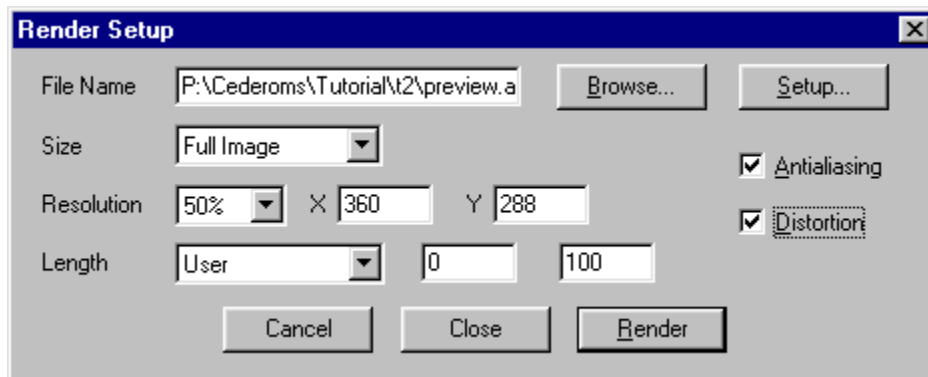 Render Setup
File Name P:\Cederoms\Tutorial\t2\preview.a Browse... Setup...
Size Full Image
Antialiasing
Resolution 50% X 360 Y 288
Distortion
Length User 0 100
Cancel Close Render